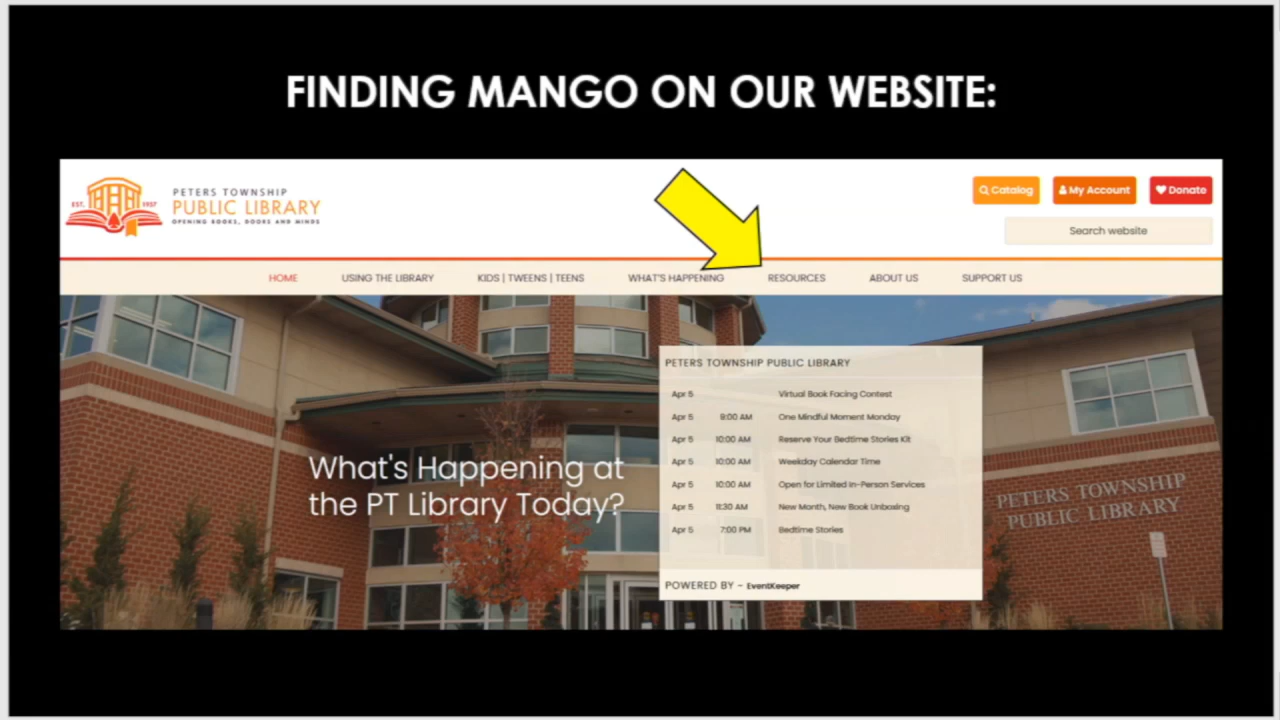 FINDING MANGO ON OUR WEBSITE:
EST. 1957
PETERS TOWNSHIP
PUBLIC LIBRARY
OPENING BOOKS, DOORS AND MINDS
Catalog
My Account
Donate
Search website
HOME USING THE LIBRARY KIDS | TWEENS | TEENS WHAT'S HAPPENING RESOURCES ABOUT US SUPPORT US
What's Happening at
the PT Library Today?
PETERS TOWNSHIP PUBLIC LIBRARY
Apr 5 Virtual Book Facing Contest
Apr 5 9:00 AM One Mindful Moment Monday
Apr 5 10:00 AM Reserve Your Bedtime Stories Kit
Apr 5 10:00 AM Weekday Calendar Time
Apr 5 10:00 AM Open for Limited In-Person Services
Apr 5 11:30 AM New Month, New Book Unboxing
Apr 5 7:00 PM Bedtime Stories
POWERED BY - EventKeeper
PETERS TOWNSHIP
PUBLIC LIBRARY